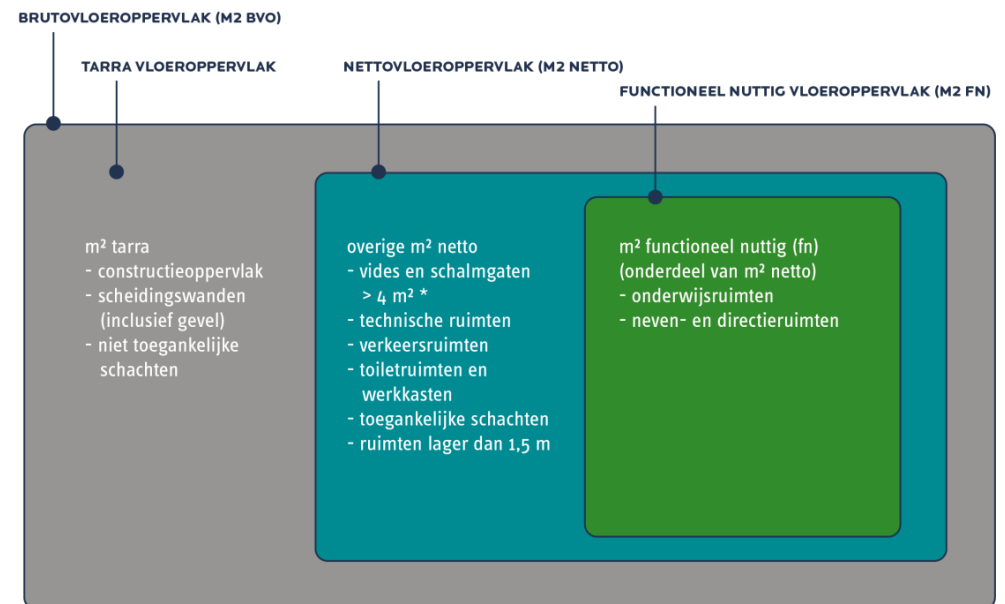 BRUTOVLOEROPPERVLAK (M2 BVO)
TARRA VLOEROPPERVLAK
NETTOVLOEROPPERVLAK (M2 NETTO)
FUNCTIONEEL NUTTIG VLOEROPPERVLAK (M2 FN)
m² tarra
- constructieoppervlak
- scheidingswanden
(inclusief gevel)
- niet toegankelijke
schachten
overige m² netto
- vides en schalmgaten
> 4 m² *
- technische ruimten
- verkeersruimten
- toiletruimten en
werkkasten
- toegankelijke schachten
- ruimten lager dan 1,5 m
m² functioneel nuttig (fn)
(onderdeel van m² netto)
- onderwijsruimten
- neven- en directieruimten